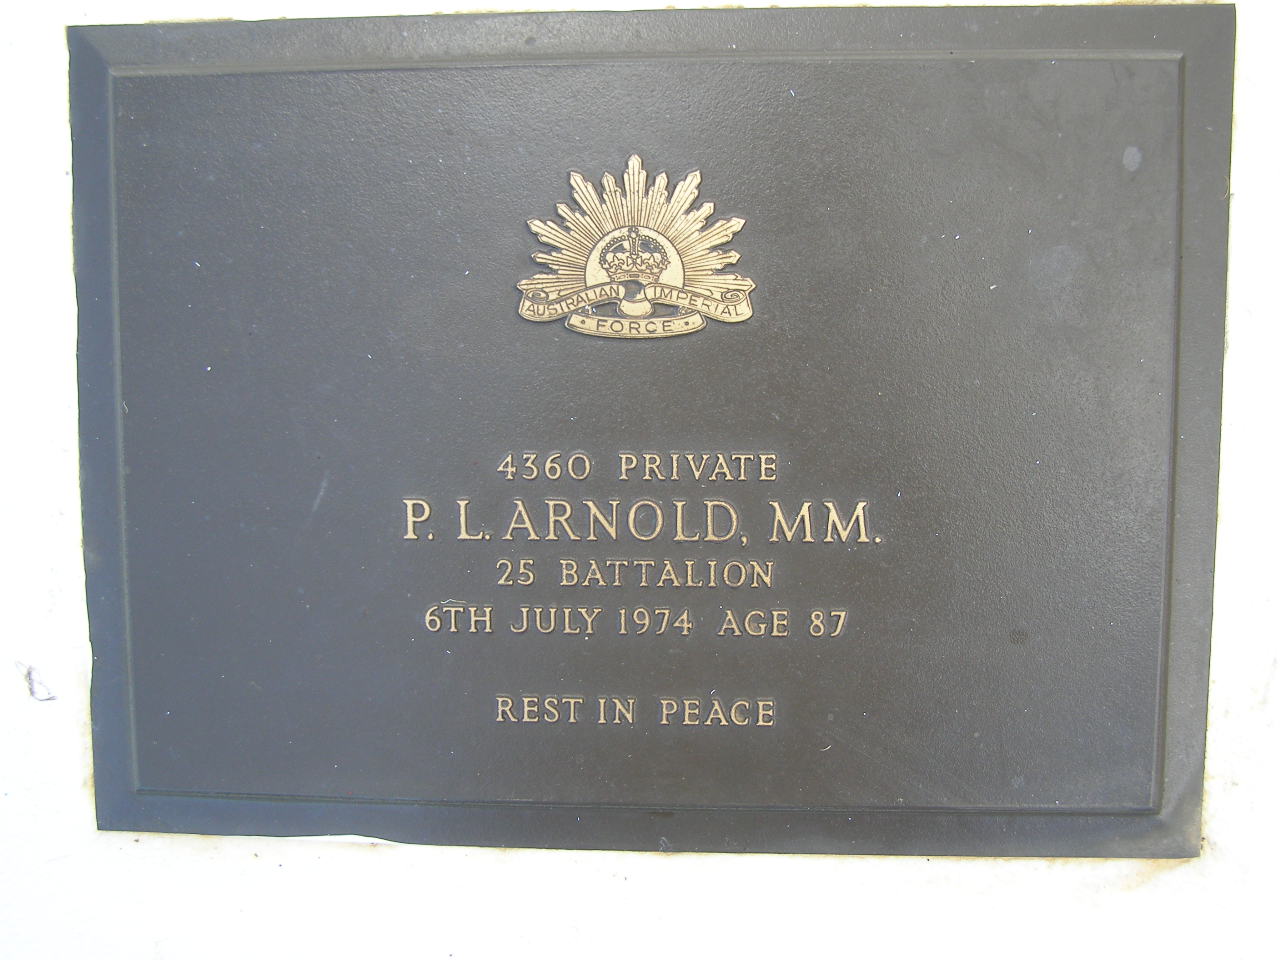 AUSTRALIAN IMPERIAL
FORCE
4360 PRIVATE
P. L. ARNOLD, MM.
25 BATTALION
6TH JULY 1974 AGE 87
REST IN PEACE